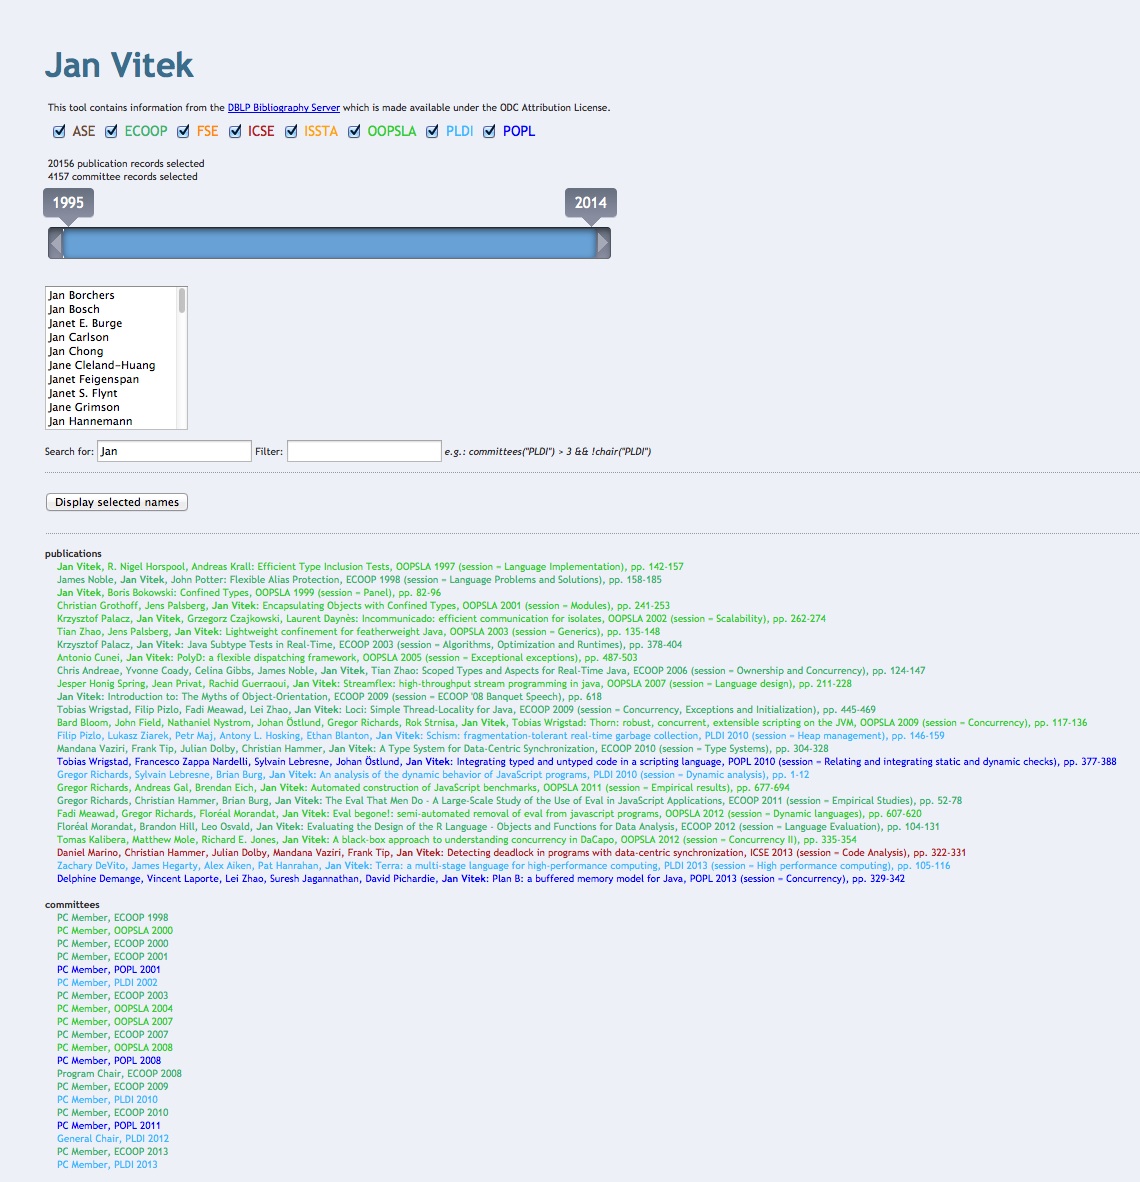 Jan Vitek
This tool contains information from the DBLP Bibliography Server which is made available under the ODC Attribution License.
ASE ECOOP FSE ICSE ISSTA OOPSLA PLDI POPL
20156 publication records selected
4157 committee records selected
1995 2014
Jan Borchers
Jan Bosch
Janet E. Burge
Jan Carlson
Jan Chong
Jane Cleland-Huang
Janet Feigenspan
Janet S. Flynt
Jane Grimson
Jan Hannemann
Search for: Jan Filter: e.g.: committees("PLDI") > 3 && !chair("PLDI")
Display selected names
publications
Jan Vitek, R. Nigel Horspool, Andreas Krall: Efficient Type Inclusion Tests, OOPSLA 1997 (session = Language Implementation), pp. 142-157
James Noble, Jan Vitek, John Potter: Flexible Alias Protection, ECOOP 1998 (session = Language Problems and Solutions), pp. 158-185
Jan Vitek, Boris Bokowski: Confined Types, OOPSLA 1999 (session = Panel), pp. 82-96
Christian Grothoff, Jens Palsberg, Jan Vitek: Encapsulating Objects with Confined Types, OOPSLA 2001 (session = Modules), pp. 241-253
Krzysztof Palacz, Jan Vitek, Grzegorz Czajkowski, Laurent Daynès: Incommunicado: efficient communication for isolates, OOPSLA 2002 (session = Scalability), pp. 262-274
Tian Zhao, Jens Palsberg, Jan Vitek: Lightweight confinement for featherweight Java, OOPSLA 2003 (session = Generics), pp. 135-148
Krzysztof Palacz, Jan Vitek: Java Subtype Tests in Real-Time, ECOOP 2003 (session = Algorithms, Optimization and Runtimes), pp. 378-404
Antonio Cunei, Jan Vitek: PolyD: a flexible dispatching framework, OOPSLA 2005 (session = Exceptional exceptions), pp. 487-503
Chris Andreae, Yvonne Coady, Celina Gibbs, James Noble, Jan Vitek, Tian Zhao: Scoped Types and Aspects for Real-Time Java, ECOOP 2006 (session = Ownership and Concurrency), pp. 124-147
Jesper Honig Spring, Jean Privat, Rachid Guerraoui, Jan Vitek: Streamflex: high-throughput stream programming in java, OOPSLA 2007 (session = Language design), pp. 211-228
Jan Vitek: Introduction to: The Myths of Object-Orientation, ECOOP 2009 (session = ECOOP '08 Banquet Speech), pp. 618
Tobias Wrigstad, Filip Pizlo, Fadi Meawad, Lei Zhao, Jan Vitek: Loci: Simple Thread-Locality for Java, ECOOP 2009 (session = Concurrency, Exceptions and Initialization), pp. 445-469
Bard Bloom, John Field, Nathaniel Nystrom, Johan Östlund, Gregor Richards, Rok Strnisa, Jan Vitek, Tobias Wrigstad: Thorn: robust, concurrent, extensible scripting on the JVM, OOPSLA 2009 (session = Concurrency), pp. 117-136
Filip Pizlo, Lukasz Ziarek, Petr Maj, Antony L. Hosking, Ethan Blanton, Jan Vitek: Schism: fragmentation-tolerant real-time garbage collection, PLDI 2010 (session = Heap management), pp. 146-159
Mandana Vaziri, Frank Tip, Julian Dolby, Christian Hammer, Jan Vitek: A Type System for Data-Centric Synchronization, ECOOP 2010 (session = Type Systems), pp. 304-328
Tobias Wrigstad, Francesco Zappa Nardelli, Sylvain Lebresne, Johan Östlund, Jan Vitek: Integrating typed and untyped code in a scripting language, POPL 2010 (session = Relating and integrating static and dynamic checks), pp. 377-388
Gregor Richards, Sylvain Lebresne, Brian Burg, Jan Vitek: An analysis of the dynamic behavior of JavaScript programs, PLDI 2010 (session = Dynamic analysis), pp. 1-12
Gregor Richards, Andreas Gal, Brendan Eich, Jan Vitek: Automated construction of JavaScript benchmarks, OOPSLA 2011 (session = Empirical results), pp. 677-694
Gregor Richards, Christian Hammer, Brian Burg, Jan Vitek: The Eval That Men Do - A Large-Scale Study of the Use of Eval in JavaScript Applications, ECOOP 2011 (session = Empirical Studies), pp. 52-78
Fadi Meawad, Gregor Richards, Floréal Morandat, Jan Vitek: Eval begone!: semi-automated removal of eval from javascript programs, OOPSLA 2012 (session = Dynamic languages), pp. 607-620
Floréal Morandat, Brandon Hill, Leo Osvald, Jan Vitek: Evaluating the Design of the R Language - Objects and Functions for Data Analysis, ECOOP 2012 (session = Language Evaluation), pp. 104-131
Tomas Kalibera, Matthew Mole, Richard E. Jones, Jan Vitek: A black-box approach to understanding concurrency in DaCapo, OOPSLA 2012 (session = Concurrency II), pp. 335-354
Daniel Marino, Christian Hammer, Julian Dolby, Mandana Vaziri, Frank Tip, Jan Vitek: Detecting deadlock in programs with data-centric synchronization, ICSE 2013 (session = Code Analysis), pp. 322-331
Zachary DeVito, James Hegarty, Alex Aiken, Pat Hanrahan, Jan Vitek: Terra: a multi-stage language for high-performance computing, PLDI 2013 (session = High performance computing), pp. 105-116
Delphine Demange, Vincent Laporte, Lei Zhao, Suresh Jagannathan, David Pichardie, Jan Vitek: Plan B: a buffered memory model for Java, POPL 2013 (session = Concurrency), pp. 329-342
committees
PC Member, ECOOP 1998
PC Member, OOPSLA 2000
PC Member, ECOOP 2000
PC Member, ECOOP 2001
PC Member, POPL 2001
PC Member, PLDI 2002
PC Member, ECOOP 2003
PC Member, OOPSLA 2004
PC Member, OOPSLA 2007
PC Member, ECOOP 2007
PC Member, OOPSLA 2008
PC Member, POPL 2008
Program Chair, ECOOP 2008
PC Member, ECOOP 2009
PC Member, PLDI 2010
PC Member, ECOOP 2010
PC Member, POPL 2011
General Chair, PLDI 2012
PC Member, ECOOP 2013
PC Member, PLDI 2013